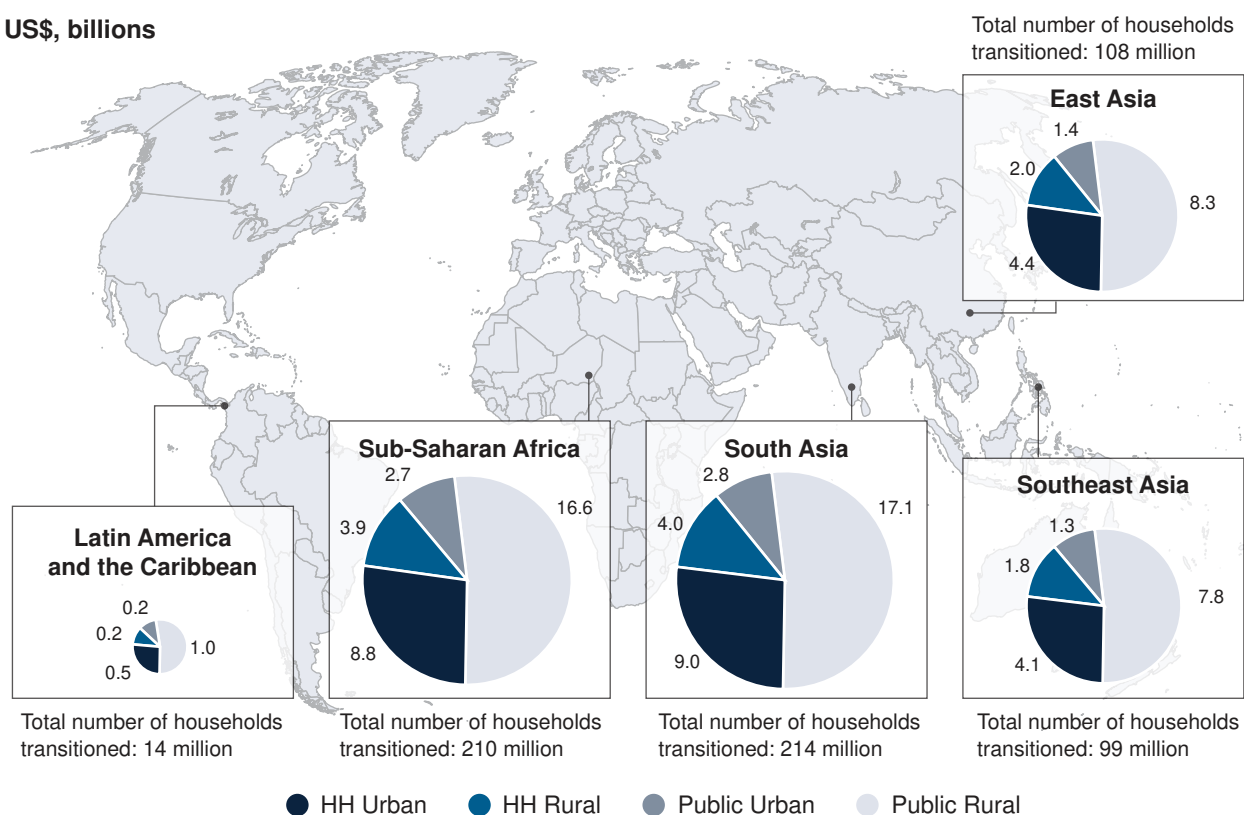 US$, billions
Total number of households
transitioned: 108 million
East Asia
1.4
2.0
8.3
4.4
Sub-Saharan Africa
2.7
16.6
3.9
8.8
South Asia
2.8
17.1
4.0
9.0
Southeast Asia
1.3
1.8
7.8
4.1
Latin America
and the Caribbean
0.2
0.2
1.0
0.5
Total number of households
transitioned: 14 million
Total number of households
transitioned: 210 million
Total number of households
transitioned: 214 million
Total number of households
transitioned: 99 million
HH Urban
HH Rural
Public Urban
Public Rural